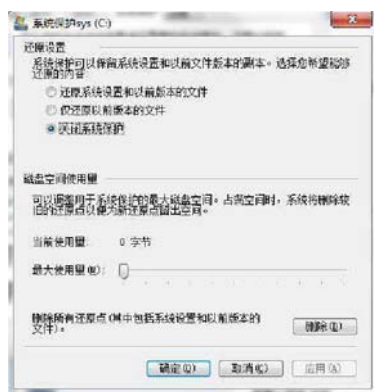 系统保护sys (C:)
还原设置
系统保护可以保留系统设置和以前文件版本的副本。选择您希望能够
还原的内容:
还原系统设置和以前版本的文件
仅还原以前版本的文件
关闭系统保护
磁盘空间使用量
可以调整用于系统保护的最大磁盘空间。占满空间时，系统将删除较
旧的还原点以便为新还原点留出空间。
当前使用量: 0 字节
最大使用量(M):
删除所有还原点(其中包括系统设置和以前版本的
文件)。
删除(D)
确定(O) 取消(C) 应用(A)